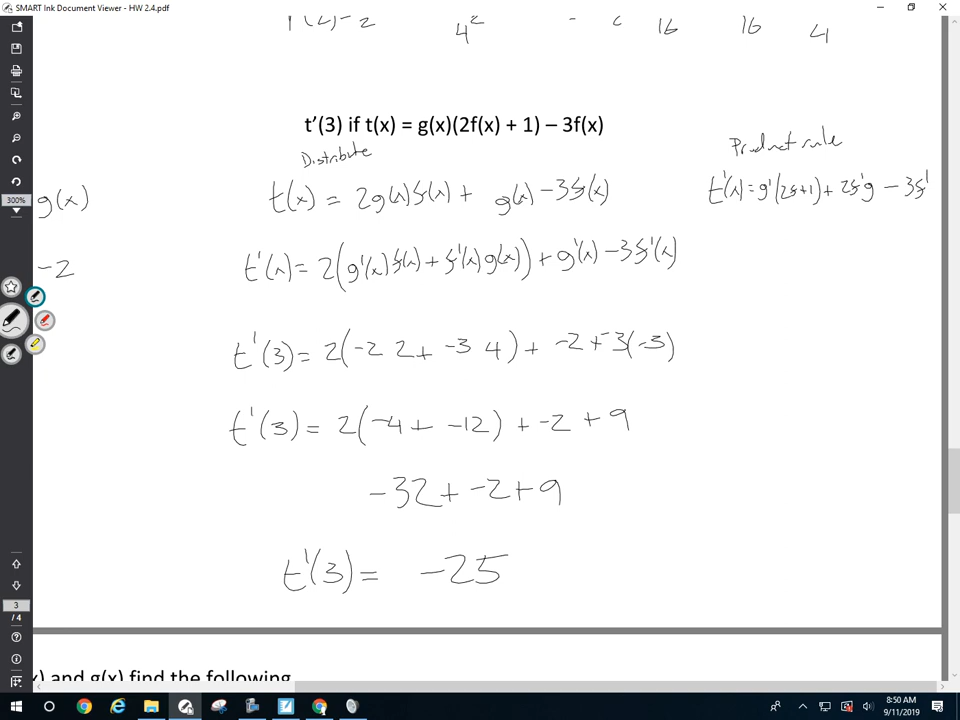 SMART Ink Document Viewer - HW 2.4.pdf
4² 16 16 4
t’(3) if t(x) = g(x)(2f(x) + 1) – 3f(x)
Distribute
Product rule
t(x) = 2g(x)f(x) + g(x) - 3f(x)
t'(x) = g'(2f+1) + 2f'g - 3f'
g(x)
t'(x) = 2(g'(x)f(x) + f'(x)g(x)) + g'(x) - 3f'(x)
-2
300%
t'(3) = 2(-2 2 + -3 4) + -2 + -3(-3)
t'(3) = 2(-4 + -12) + -2 + 9
-32 + -2 + 9
t'(3) = -25
3
/ 4
) and g(x) find the following
8:50 AM
9/11/2019